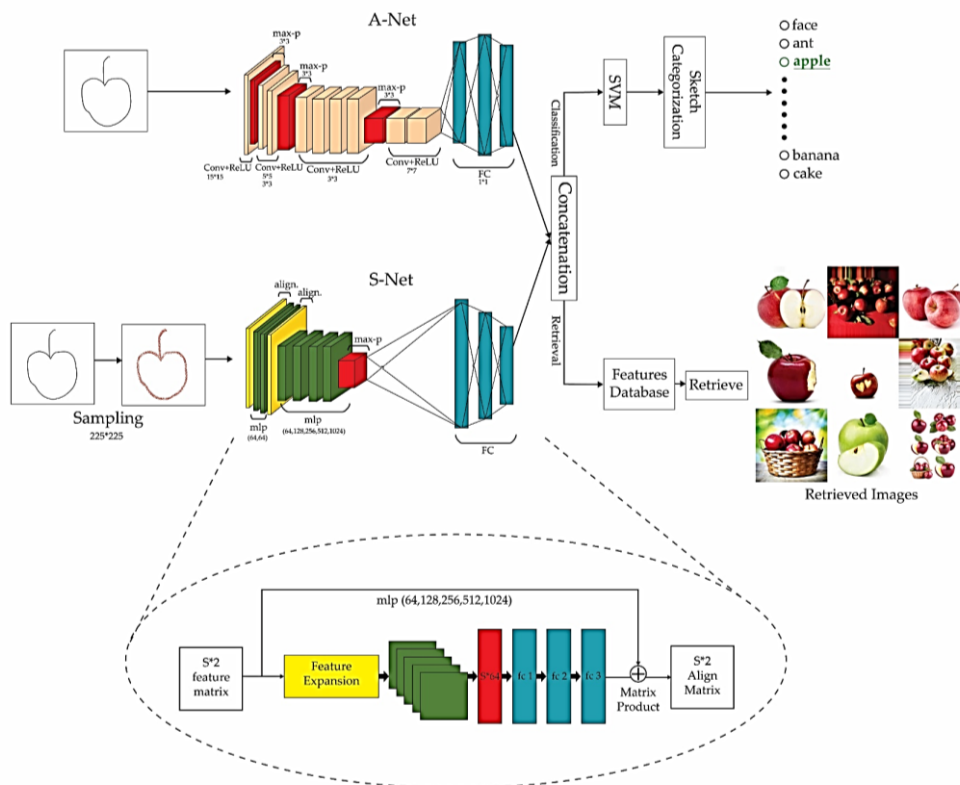 A-Net
max-p
3*3
max-p
3*3
max-p
3*3
Conv+ReLU
15*15
Conv+ReLU
5*5
3*3
Conv+ReLU
3*3
Conv+ReLU
7*7
FC
1*1
Classification
SVM
Sketch
Categorization
face
ant
apple
banana
cake
Concatenation
S-Net
align.
align.
max-p
Sampling
225*225
mlp
(64,64)
mlp
(64,128,256,512,1024)
FC
Retrieval
Features
Database
Retrieve
Retrieved Images
mlp (64,128,256,512,1024)
S*2
feature
matrix
Feature
Expansion
S*64
fc 1
fc 2
fc 3
Matrix
Product
S*2
Align
Matrix